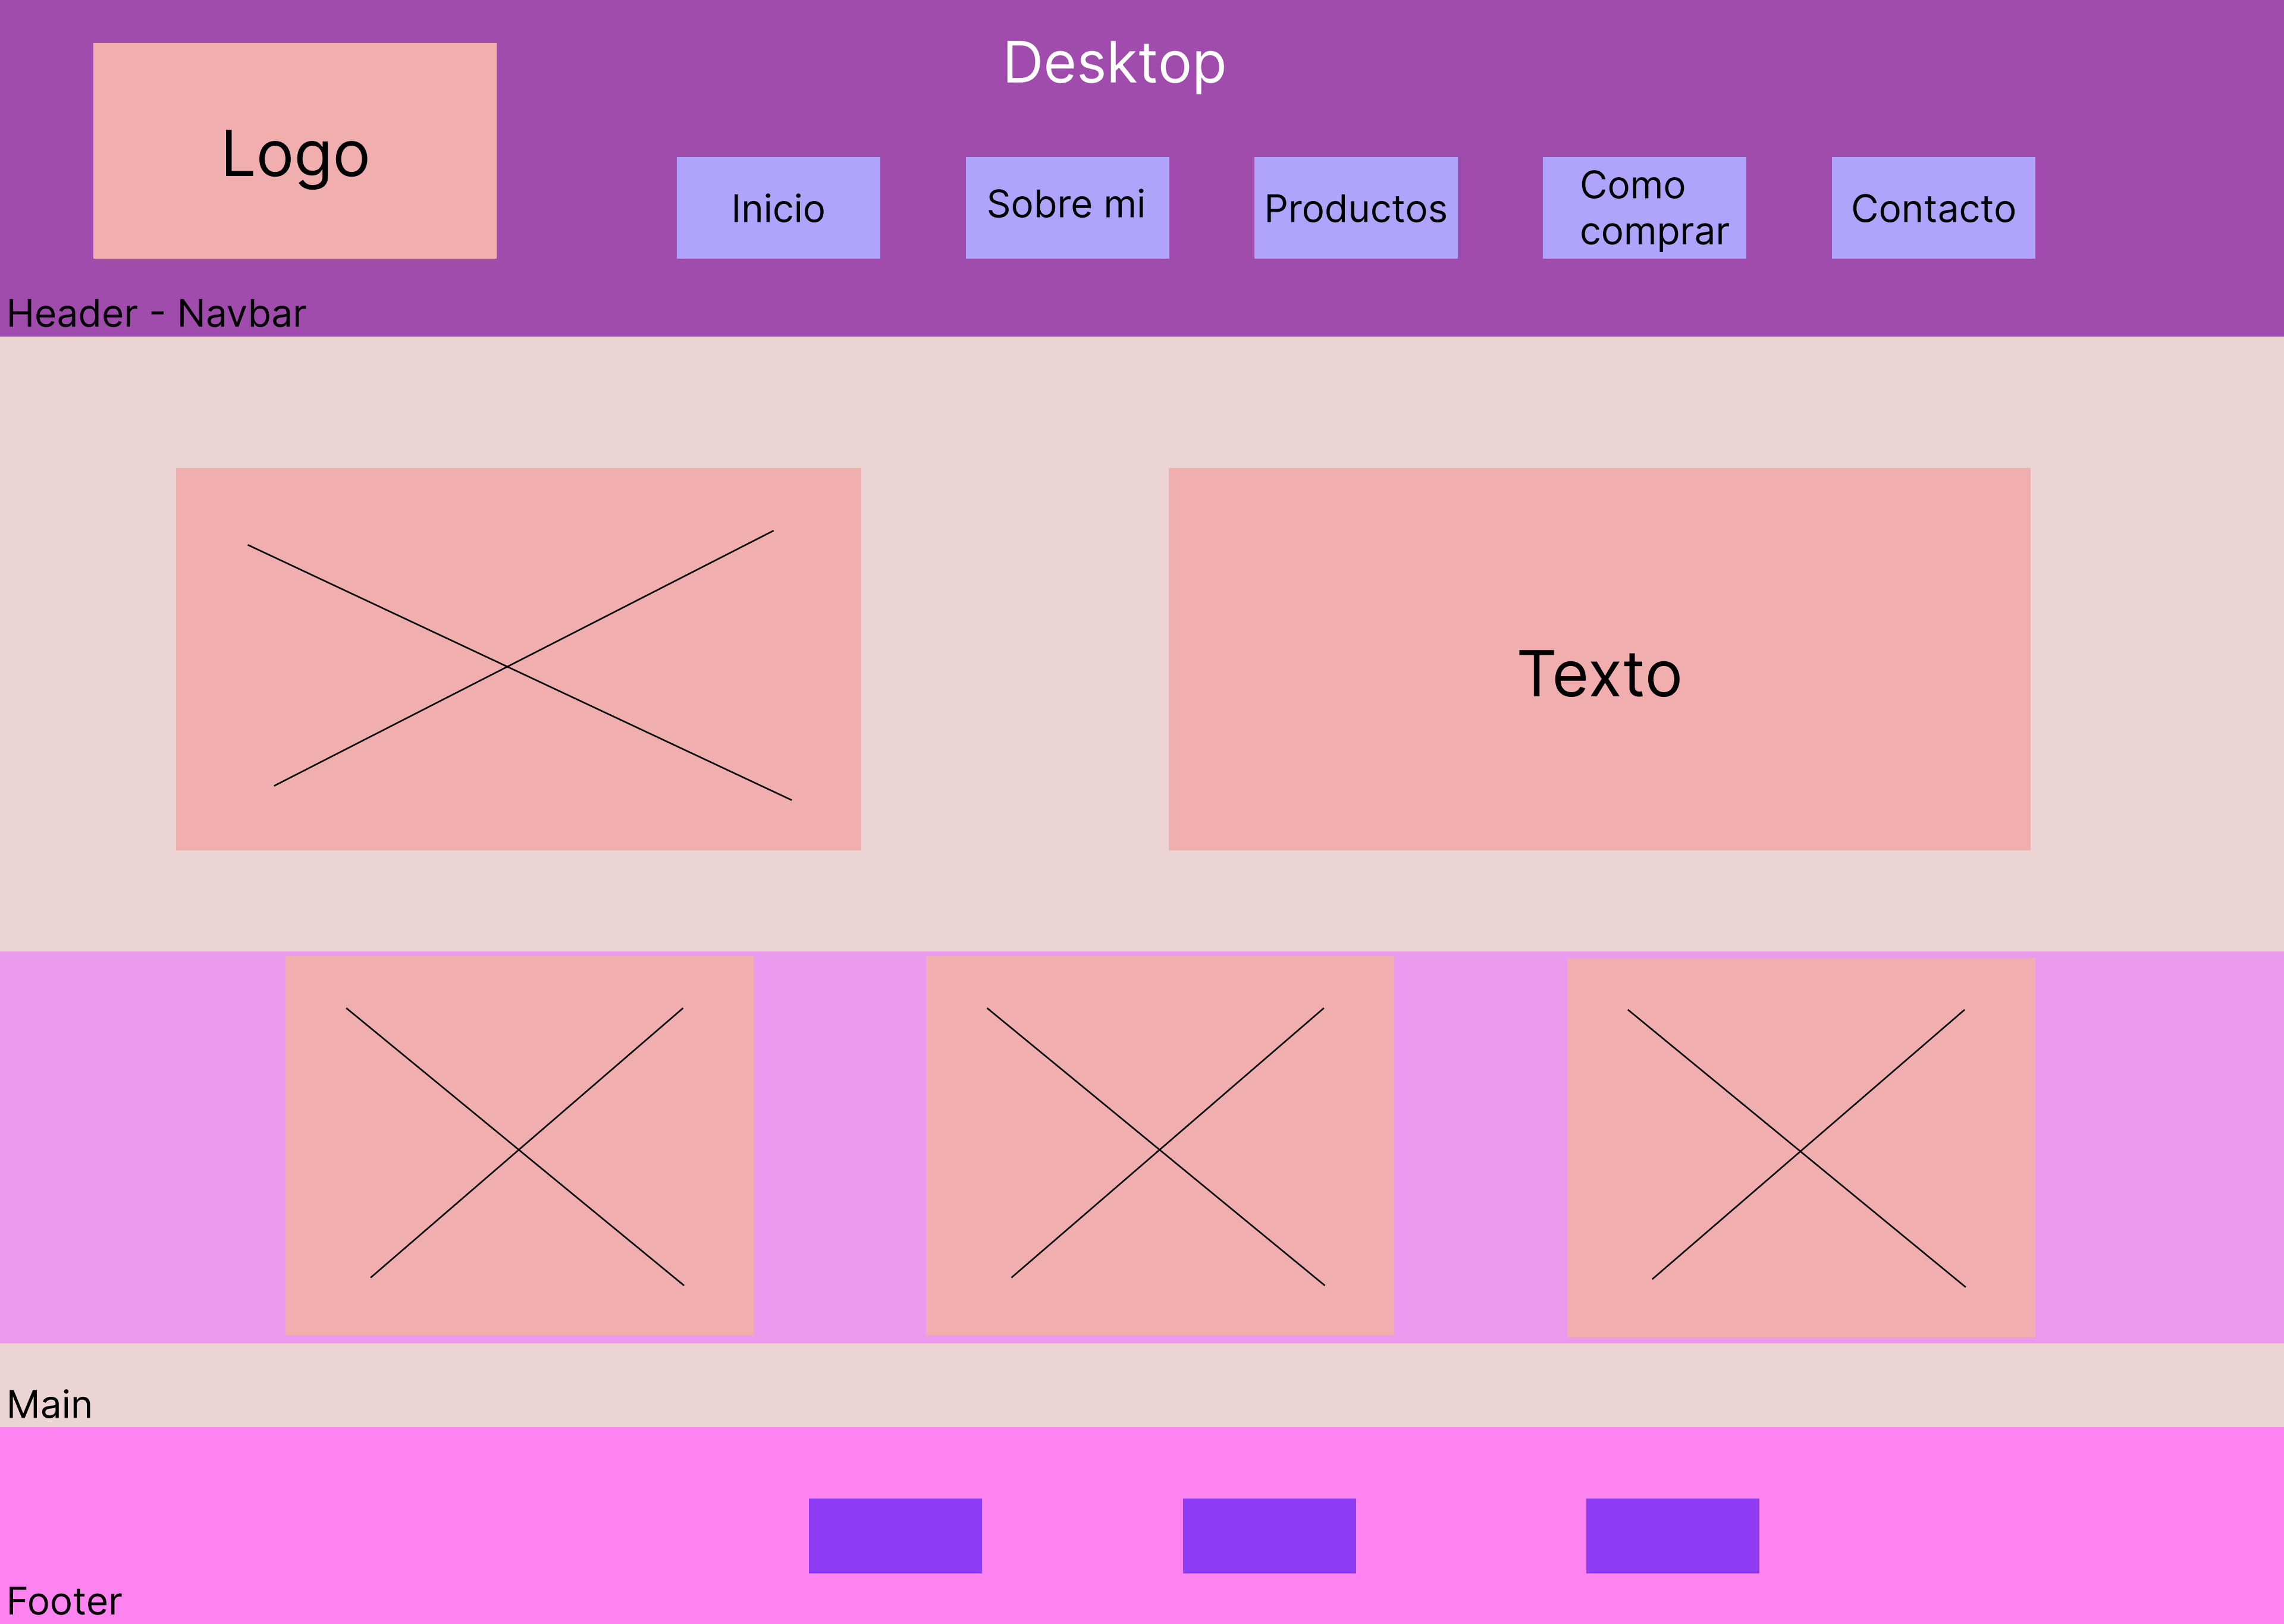 Desktop
Logo
Inicio
Sobre mi
Productos
Como
comprar
Contacto
Header - Navbar
Texto
Main
Footer